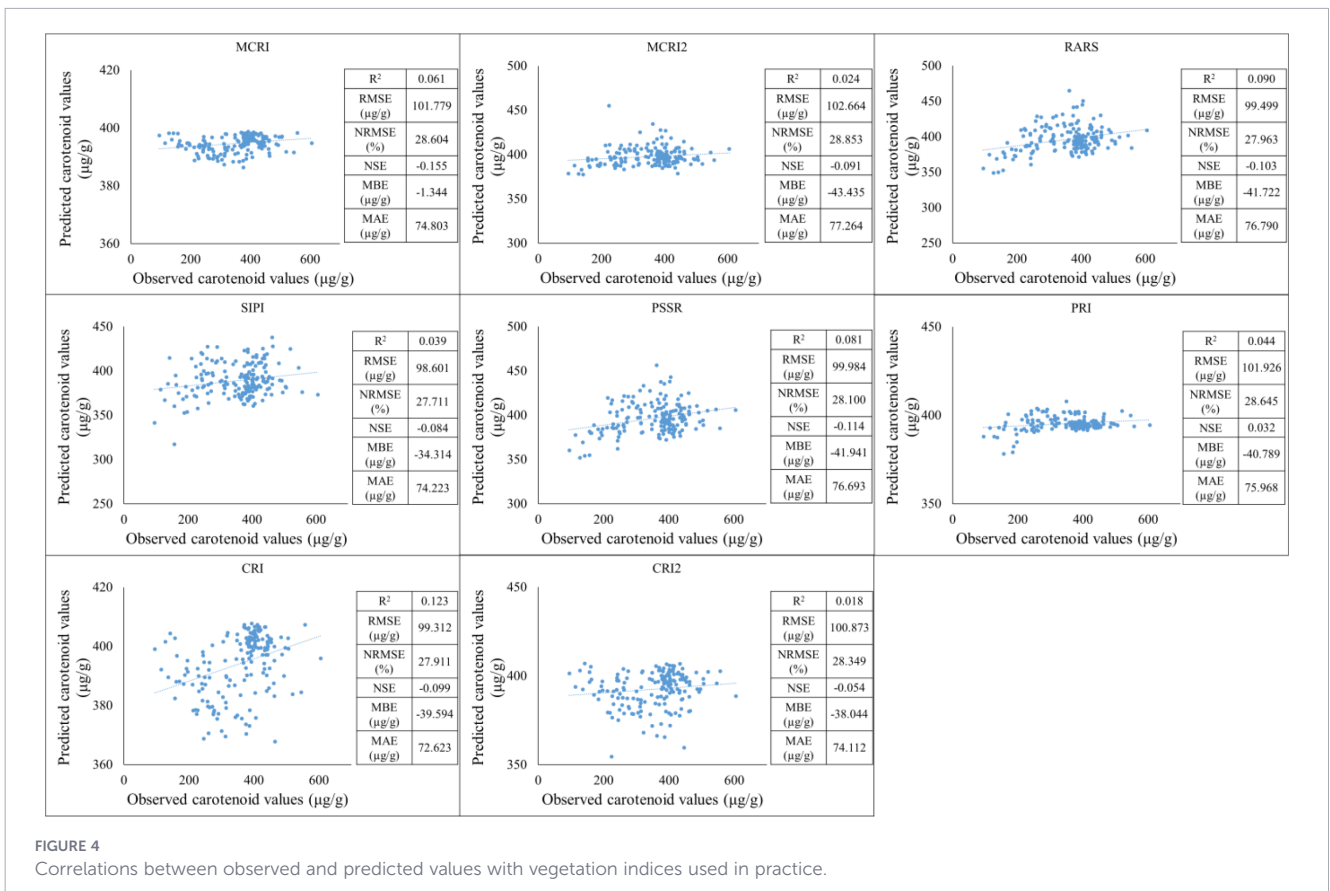 MCRI
Predicted carotenoid values
(µg/g)
420
400
380
360
0 200 400 600
Observed carotenoid values (µg/g)
R² 0.061
RMSE (µg/g) 101.779
NRMSE (%) 28.604
NSE -0.155
MBE (µg/g) -1.344
MAE (µg/g) 74.803
MCRI2
Predicted carotenoid values
(µg/g)
500
450
400
350
300
0 200 400 600
Observed carotenoid values (µg/g)
R² 0.024
RMSE (µg/g) 102.664
NRMSE (%) 28.853
NSE -0.091
MBE (µg/g) -43.435
MAE (µg/g) 77.264
RARS
Predicted carotenoid values
(µg/g)
500
450
400
350
300
250
0 200 400 600
Observed carotenoid values (µg/g)
R² 0.090
RMSE (µg/g) 99.499
NRMSE (%) 27.963
NSE -0.103
MBE (µg/g) -41.722
MAE (µg/g) 76.790
SIPI
Predicted carotenoid values
(µg/g)
450
400
350
300
250
0 200 400 600
Observed carotenoid values (µg/g)
R² 0.039
RMSE (µg/g) 98.601
NRMSE (%) 27.711
NSE -0.084
MBE (µg/g) -34.314
MAE (µg/g) 74.223
PSSR
Predicted carotenoid values
(µg/g)
500
450
400
350
300
0 200 400 600
Observed carotenoid values (µg/g)
R² 0.081
RMSE (µg/g) 99.984
NRMSE (%) 28.100
NSE -0.114
MBE (µg/g) -41.941
MAE (µg/g) 76.693
PRI
Predicted carotenoid values
(µg/g)
450
400
350
0 200 400 600
Observed carotenoid values (µg/g)
R² 0.044
RMSE (µg/g) 101.926
NRMSE (%) 28.645
NSE 0.032
MBE (µg/g) -40.789
MAE (µg/g) 75.968
CRI
Predicted carotenoid values
(µg/g)
420
400
380
360
0 200 400 600
Observed carotenoid values (µg/g)
R² 0.123
RMSE (µg/g) 99.312
NRMSE (%) 27.911
NSE -0.099
MBE (µg/g) -39.594
MAE (µg/g) 72.623
CRI2
Predicted carotenoid values
(µg/g)
450
400
350
0 200 400 600
Observed carotenoid values (µg/g)
R² 0.018
RMSE (µg/g) 100.873
NRMSE (%) 28.349
NSE -0.054
MBE (µg/g) -38.044
MAE (µg/g) 74.112
FIGURE 4
Correlations between observed and predicted values with vegetation indices used in practice.